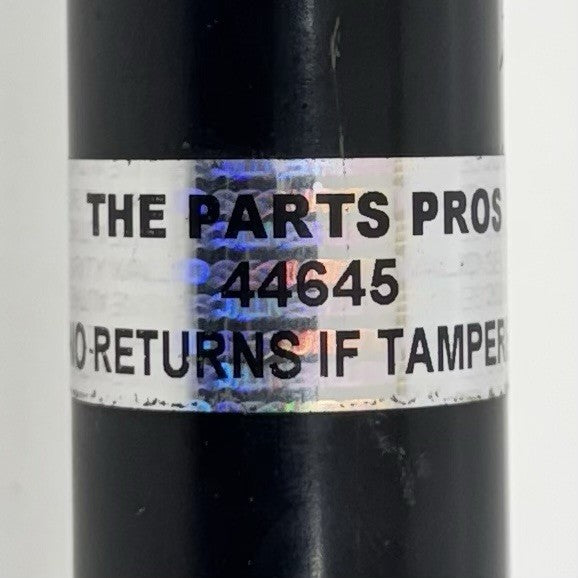 THE PARTS PROS
44645
NO-RETURNS IF TAMPER